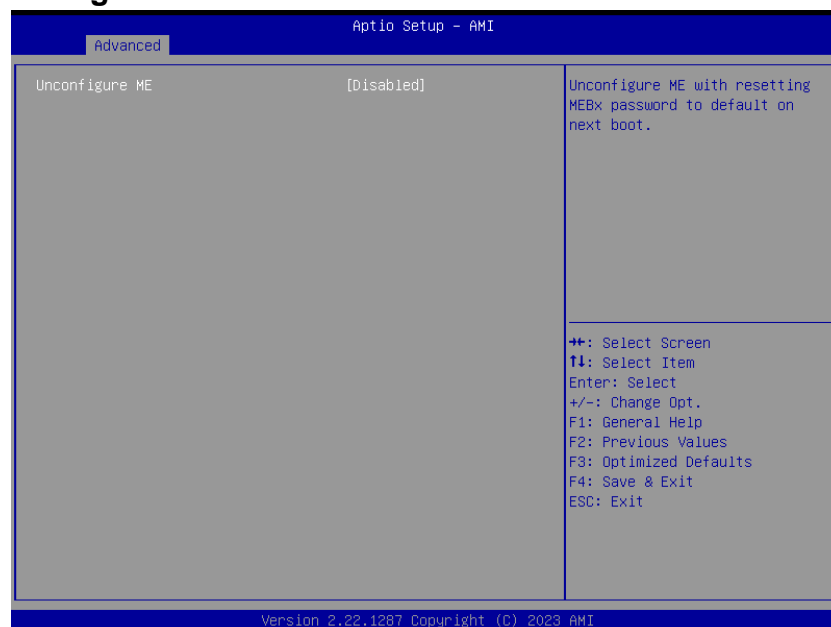 Aptio Setup - AMI
Advanced
Unconfigure ME [Disabled]
Unconfigure ME with resetting
MEBx password to default on
next boot.
→←: Select Screen
↑↓: Select Item
Enter: Select
+/-: Change Opt.
F1: General Help
F2: Previous Values
F3: Optimized Defaults
F4: Save & Exit
ESC: Exit
Version 2.22.1287 Copyright (C) 2023 AMI